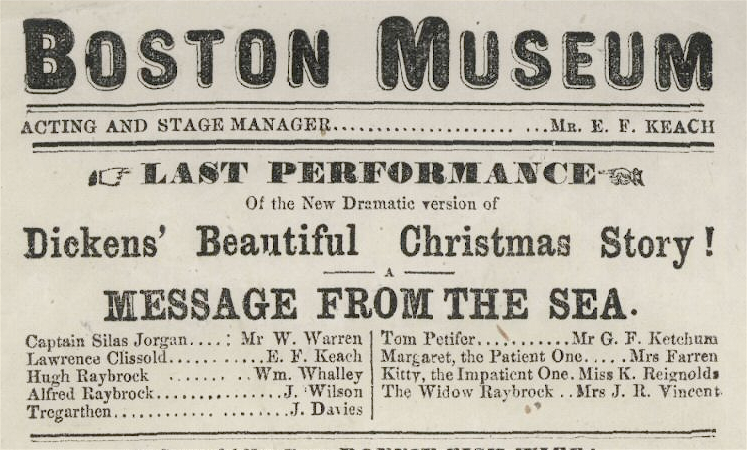 BOSTON MUSEUM
ACTING AND STAGE MANAGER........................MR. E. F. KEACH
LAST PERFORMANCE
Of the New Dramatic version of
Dickens' Beautiful Christmas Story!
A
MESSAGE FROM THE SEA.
Captain Silas Jorgan....: Mr W. Warren
Lawrence Clissold...........E. F. Keach
Hugh Raybrock ........Wm. Whalley
Alfred Raybrock............J. Wilson
Tregarthen...................J. Davies
Tom Petifer...........Mr G. F. Ketchum
Margaret, the Patient One.....Mrs Farren
Kitty, the Impatient One. Miss K. Reignolds
The Widow Raybrock..Mrs J. R. Vincent.